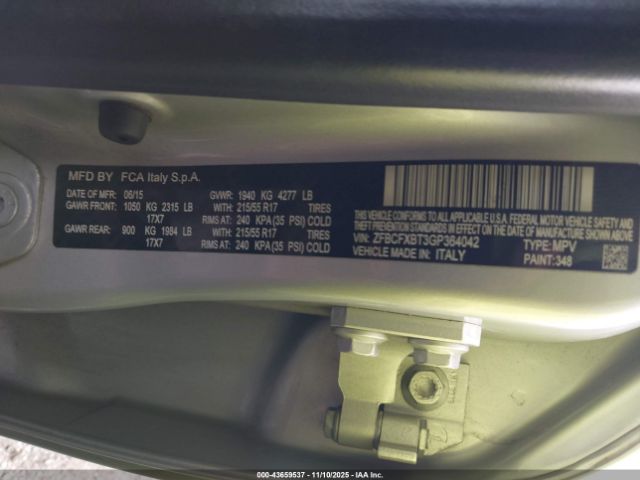 MFD BY FCA Italy S.p.A.
DATE OF MFR: 06/15 GVWR: 1940 KG 4277 LB
GAWR FRONT: 1050 KG 2315 LB WITH: 215/55 R17 TIRES
17X7 RIMS AT: 240 KPA(35 PSI) COLD
GAWR REAR: 900 KG 1984 LB WITH: 215/55 R17 TIRES
17X7 RIMS AT: 240 KPA(35 PSI) COLD
THIS VEHICLE CONFORMS TO ALL APPLICABLE U.S.A. FEDERAL MOTOR VEHICLE SAFETY
STANDARDS IN EFFECT ON THE DATE OF MANUFACTURE SHOWN ABOVE
VIN: ZFBCFXBT3GP364042 TYPE: MPV
VEHICLE MADE IN: ITALY PAINT:348
000-43659537 - 11/10/2025 - IAA Inc.